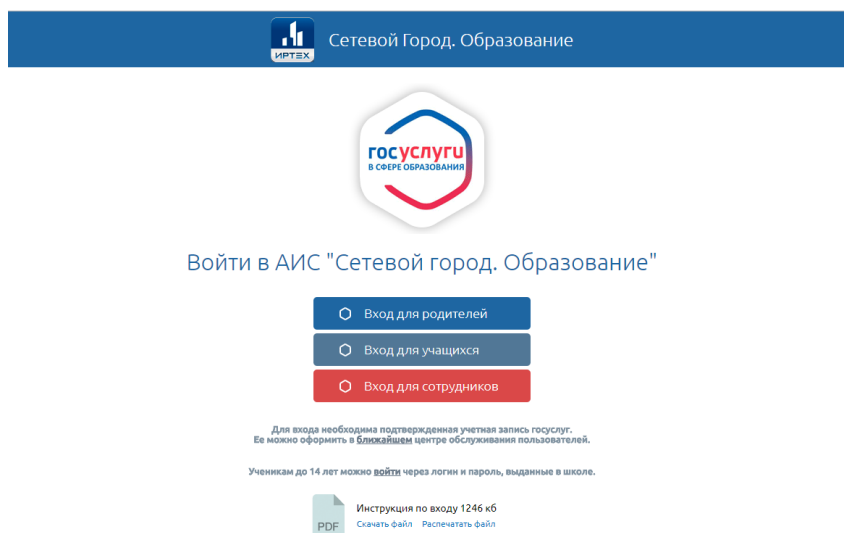 ИРТЕХ
Сетевой Город. Образование
госуслуги
В СФЕРЕ ОБРАЗОВАНИЯ
Войти в АИС "Сетевой город. Образование"
Вход для родителей
Вход для учащихся
Вход для сотрудников
Для входа необходима подтвержденная учетная запись госуслуг.
Ее можно оформить в ближайшем центре обслуживания пользователей.
Ученикам до 14 лет можно войти через логин и пароль, выданные в школе.
Инструкция по входу 1246 кб
PDF Скачать файл Распечатать файл